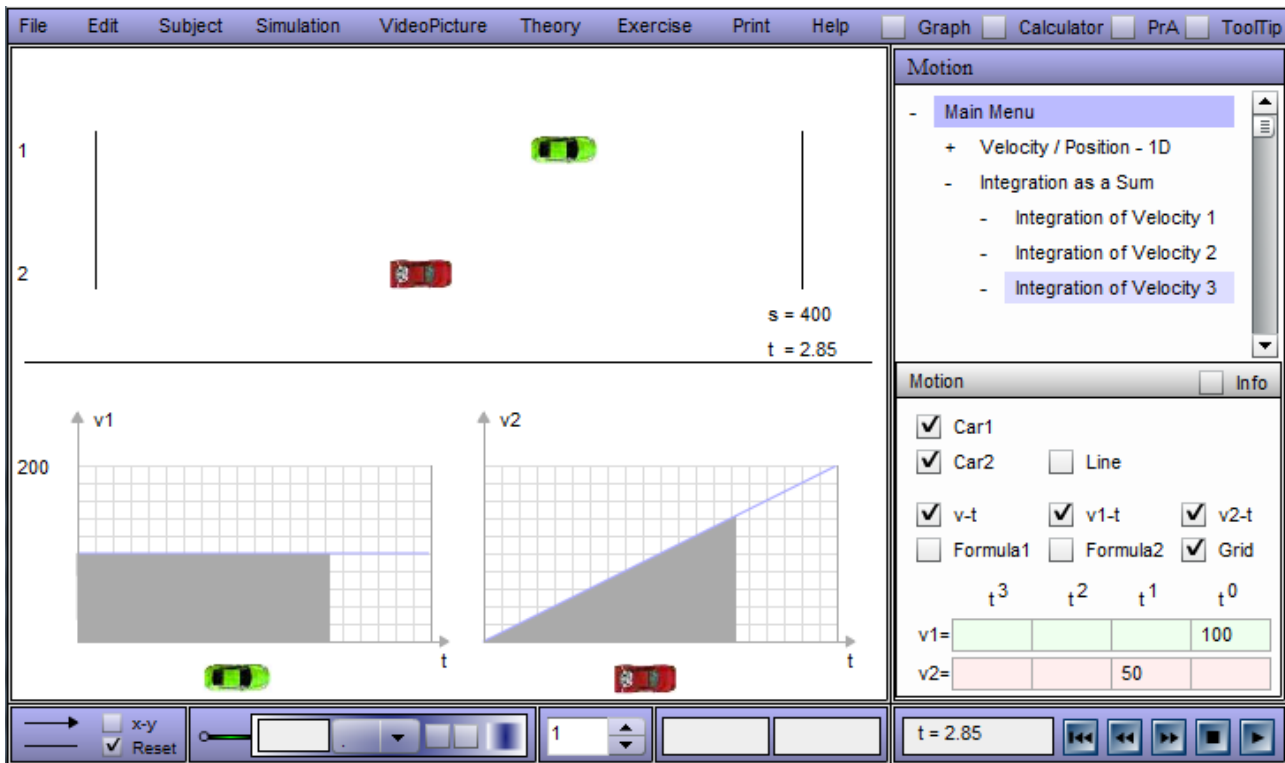 File Edit Subject Simulation VideoPicture Theory Exercise Print Help Graph Calculator PrA ToolTip
Motion
- Main Menu
+ Velocity / Position - 1D
- Integration as a Sum
- Integration of Velocity 1
- Integration of Velocity 2
- Integration of Velocity 3
1
2
s = 400
t = 2.85
v1
v2
200
t
t
Motion Info
Car1
Car2 Line
v-t v1-t v2-t
Formula1 Formula2 Grid
t3 t2 t1 t0
v1= 100
v2= 50
x-y
Reset
.
1
t = 2.85